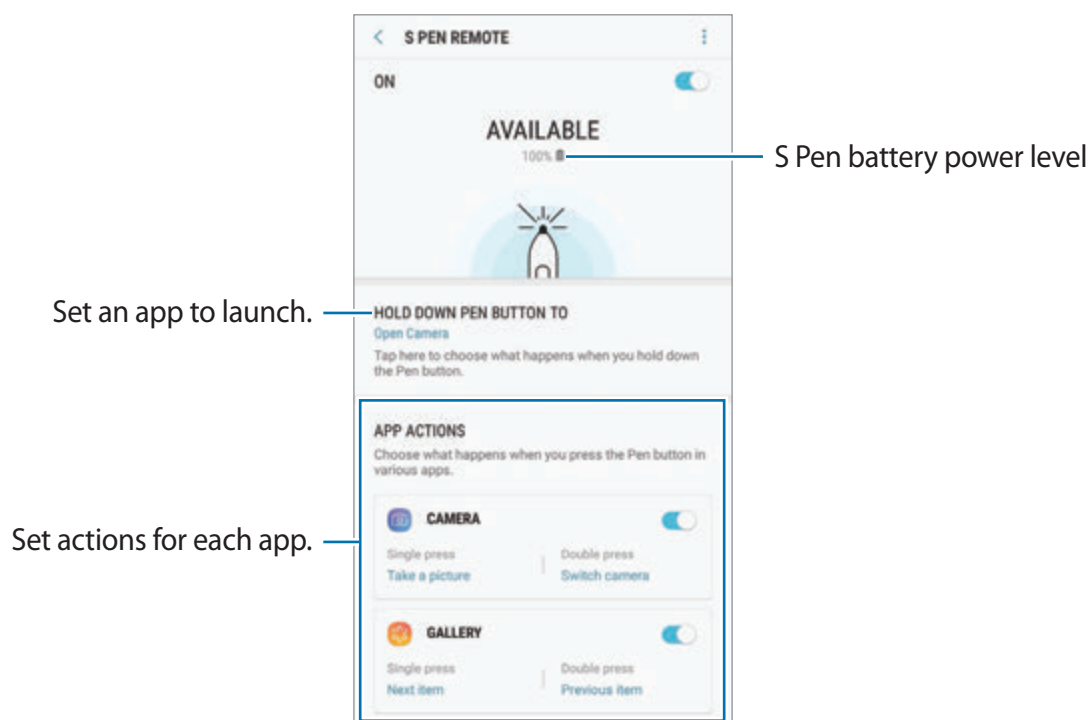 S PEN REMOTE
ON
AVAILABLE
100%
S Pen battery power level
Set an app to launch.
HOLD DOWN PEN BUTTON TO
Open Camera
Tap here to choose what happens when you hold down
the Pen button.
APP ACTIONS
Choose what happens when you press the Pen button in
various apps.
Set actions for each app.
CAMERA
Single press
Double press
Take a picture
Switch camera
GALLERY
Single press
Double press
Next item
Previous item